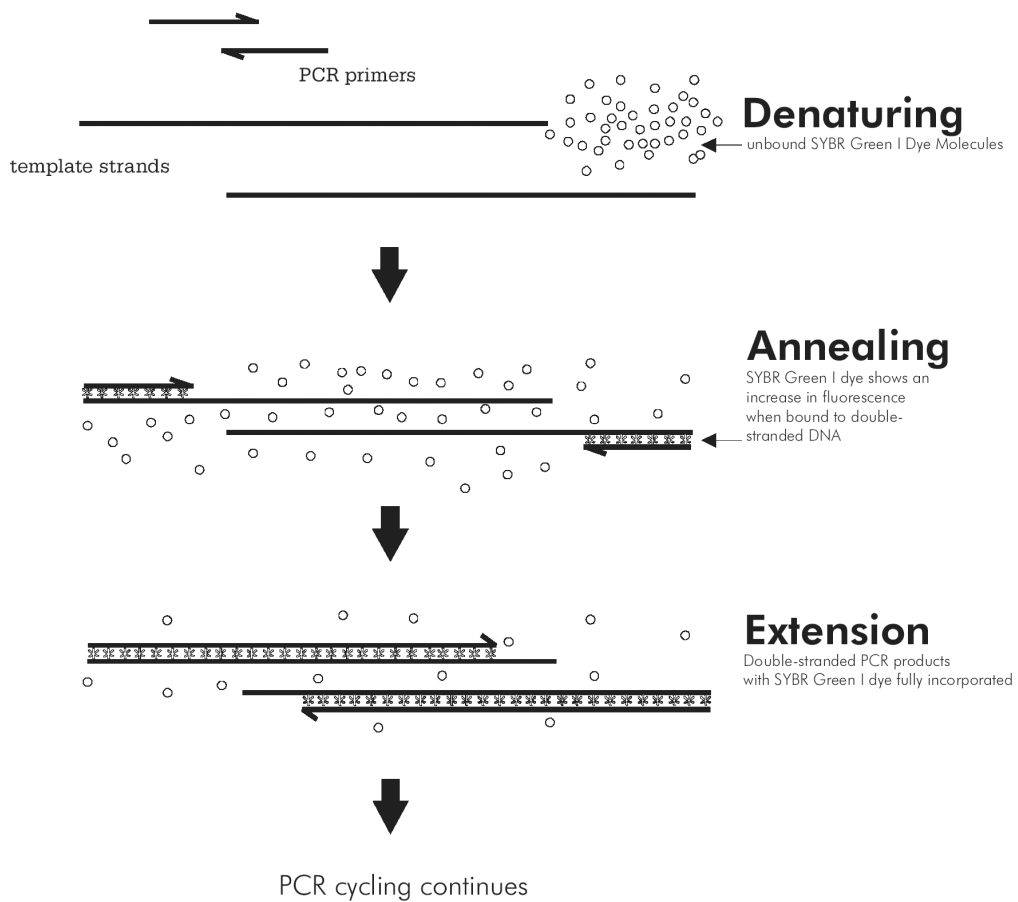 PCR primers
Denaturing
unbound SYBR Green I Dye Molecules
template strands
Annealing
SYBR Green I dye shows an
increase in fluorescence
when bound to double-
stranded DNA
Extension
Double-stranded PCR products
with SYBR Green I dye fully incorporated
PCR cycling continues